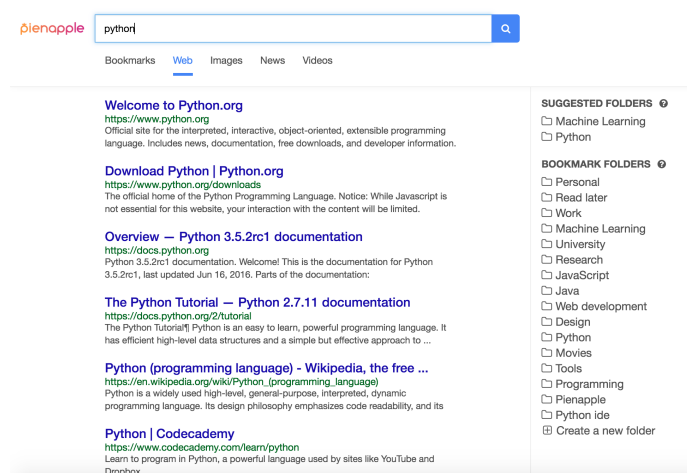 pienapple
python
Bookmarks Web Images News Videos
Welcome to Python.org
https://www.python.org
Official site for the interpreted, interactive, object-oriented, extensible programming
language. Includes news, documentation, free downloads, and developer information.
Download Python | Python.org
https://www.python.org/downloads
The official home of the Python Programming Language. Notice: While Javascript is
not essential for this website, your interaction with the content will be limited.
Overview — Python 3.5.2rc1 documentation
https://docs.python.org
Python 3.5.2rc1 documentation. Welcome! This is the documentation for Python
3.5.2rc1, last updated Jun 16, 2016. Parts of the documentation:
The Python Tutorial — Python 2.7.11 documentation
https://docs.python.org/2/tutorial
The Python Tutorial¶ Python is an easy to learn, powerful programming language. It
has efficient high-level data structures and a simple but effective approach to ...
Python (programming language) - Wikipedia, the free ...
https://en.wikipedia.org/wiki/Python_(programming_language)
Python is a widely used high-level, general-purpose, interpreted, dynamic
programming language. Its design philosophy emphasizes code readability, and its
Python | Codecademy
https://www.codecademy.com/learn/python
Learn to program in Python, a powerful language used by sites like YouTube and
Dropbox.
SUGGESTED FOLDERS
Machine Learning
Python
BOOKMARK FOLDERS
Personal
Read later
Work
Machine Learning
University
Research
JavaScript
Java
Web development
Design
Python
Movies
Tools
Programming
Pienapple
Python ide
Create a new folder